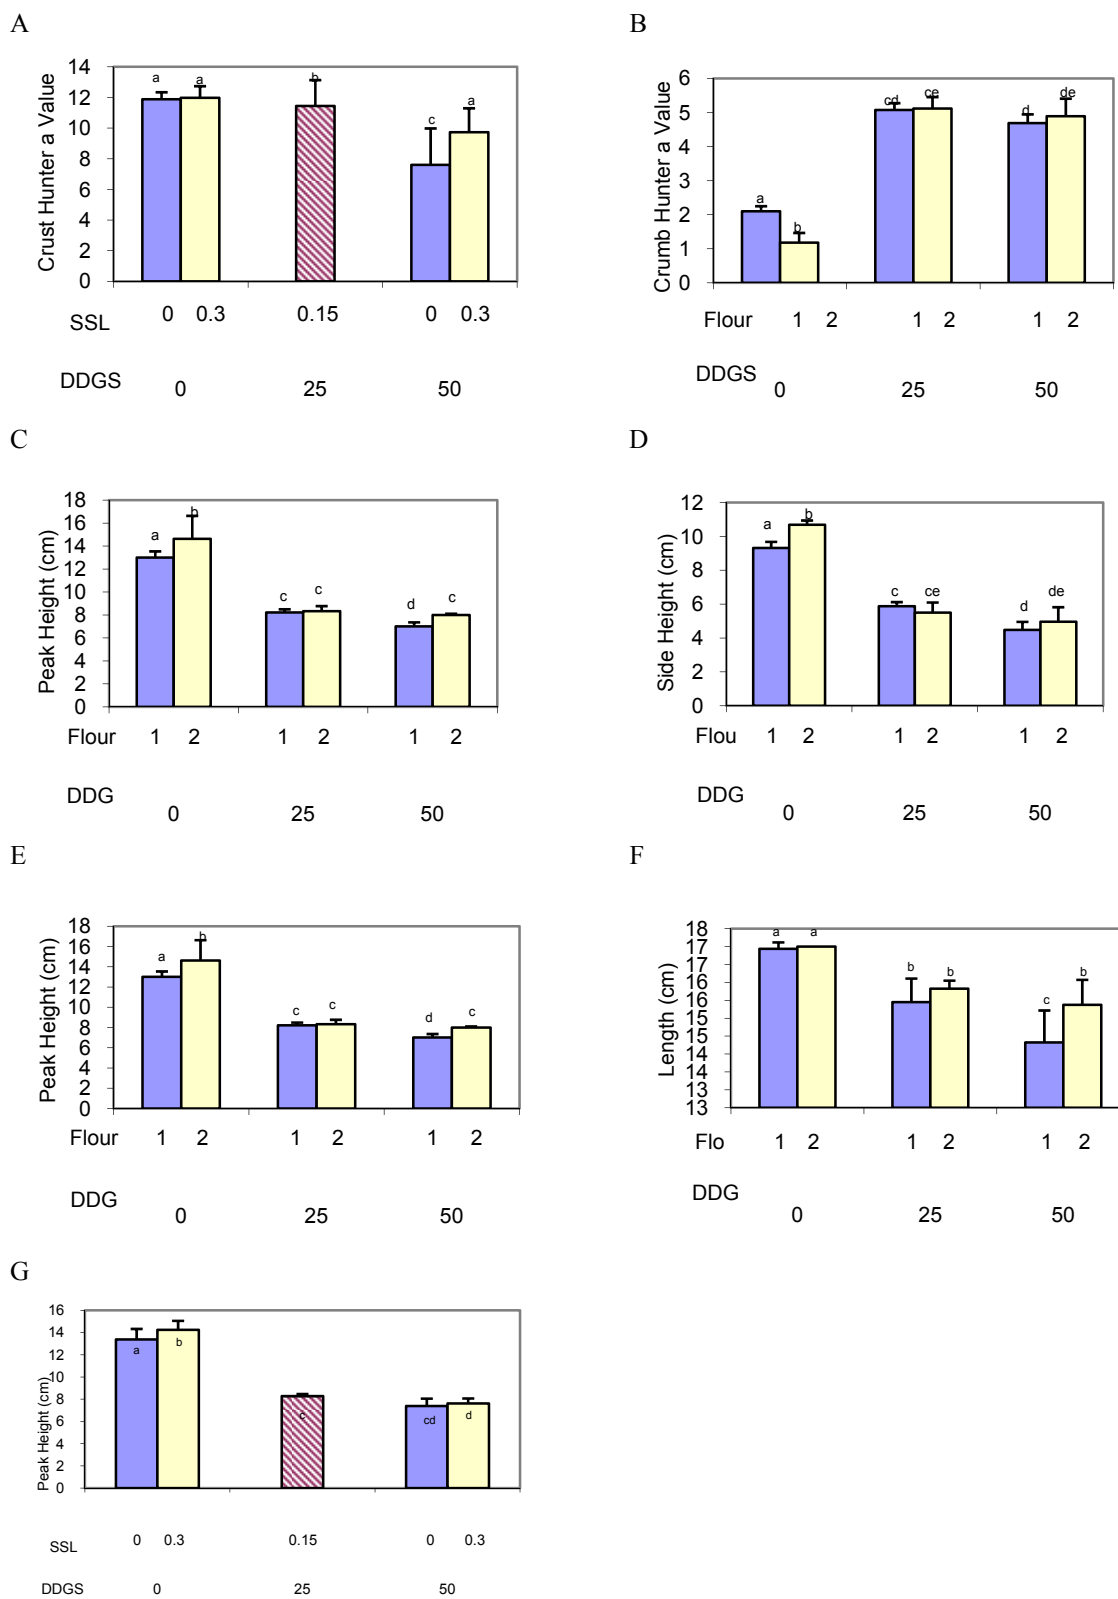 A
Crust Hunter a Value
14
12
10
8
6
4
2
0
a a b c a
SSL 0 0.3 0.15 0 0.3
DDGS 0 25 50
B
Crumb Hunter a Value
6
5
4
3
2
1
0
a b cd ce d de
Flour 1 2 1 2 1 2
DDGS 0 25 50
C
Peak Height (cm)
18
16
14
12
10
8
6
4
2
0
a b c c d c
Flour 1 2 1 2 1 2
DDG 0 25 50
D
Side Height (cm)
12
10
8
6
4
2
0
a b c ce d de
Flou 1 2 1 2 1 2
DDG 0 25 50
E
Peak Height (cm)
18
16
14
12
10
8
6
4
2
0
a b c c d c
Flour 1 2 1 2 1 2
DDG 0 25 50
F
Length (cm)
18
17
17
16
16
15
15
14
14
13
13
a a b b c b
Flo 1 2 1 2 1 2
DDG 0 25 50
G
Peak Height (cm)
16
14
12
10
8
6
4
2
0
a b c cd d
SSL 0 0.3 0.15 0 0.3
DDGS 0 25 50